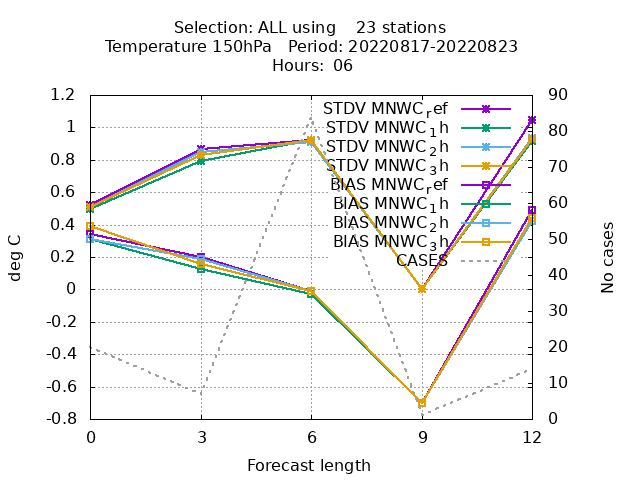 Selection: ALL using    23 stations
Temperature 150hPa   Period: 20220817-20220823
Hours:  06
1.2
1
0.8
0.6
0.4
0.2
0
-0.2
-0.4
-0.6
-0.8
deg C
STDV MNWC_ref
STDV MNWC_1h
STDV MNWC_2h
STDV MNWC_3h
BIAS MNWC_ref
BIAS MNWC_1h
BIAS MNWC_2h
BIAS MNWC_3h
CASES
90
80
70
60
50
40
30
20
10
0
No cases
0 3 6 9 12
Forecast length